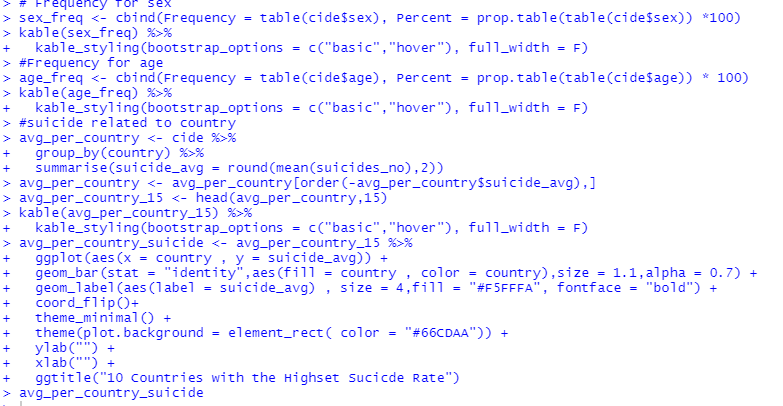 > # Frequency for sex
> sex_freq <- cbind(Frequency = table(cide$sex), Percent = prop.table(table(cide$sex)) *100)
> kable(sex_freq) %>%
+   kable_styling(bootstrap_options = c("basic","hover"), full_width = F)
> #Frequency for age
> age_freq <- cbind(Frequency = table(cide$age), Percent = prop.table(table(cide$age)) * 100)
> kable(age_freq) %>%
+   kable_styling(bootstrap_options = c("basic","hover"), full_width = F)
> #suicide related to country
> avg_per_country <- cide %>%
+   group_by(country) %>%
+   summarise(suicide_avg = round(mean(suicides_no),2))
> avg_per_country <- avg_per_country[order(-avg_per_country$suicide_avg),]
> avg_per_country_15 <- head(avg_per_country,15)
> kable(avg_per_country_15) %>%
+   kable_styling(bootstrap_options = c("basic","hover"), full_width = F)
> avg_per_country_suicide <- avg_per_country_15 %>%
+   ggplot(aes(x = country , y = suicide_avg)) +
+   geom_bar(stat = "identity",aes(fill = country , color = country),size = 1.1,alpha = 0.7) +
+   geom_label(aes(label = suicide_avg) , size = 4,fill = "#F5FFFA", fontface = "bold") +
+   coord_flip()+
+   theme_minimal() +
+   theme(plot.background = element_rect( color = "#66CDAA")) +
+   ylab("") +
+   xlab("") +
+   ggtitle("10 Countries with the Highset Sucicde Rate")
> avg_per_country_suicide